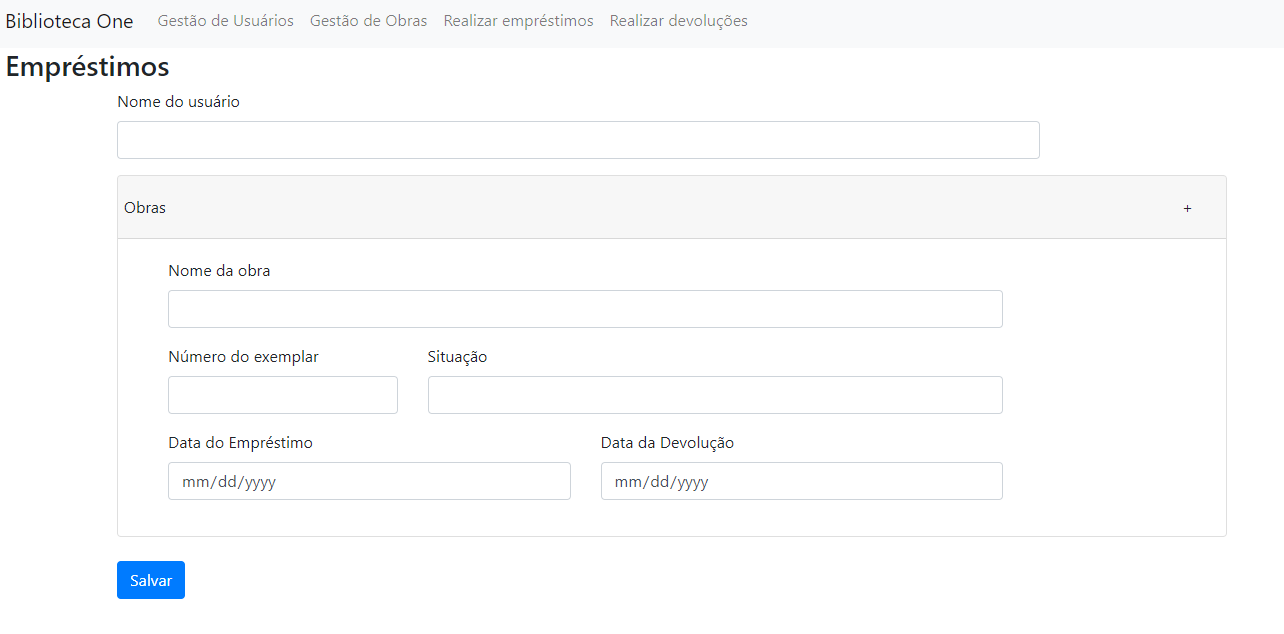 Biblioteca One Gestão de Usuários Gestão de Obras Realizar empréstimos Realizar devoluções
Empréstimos
Nome do usuário
Obras +
Nome da obra
Número do exemplar Situação
Data do Empréstimo Data da Devolução
mm/dd/yyyy mm/dd/yyyy
Salvar